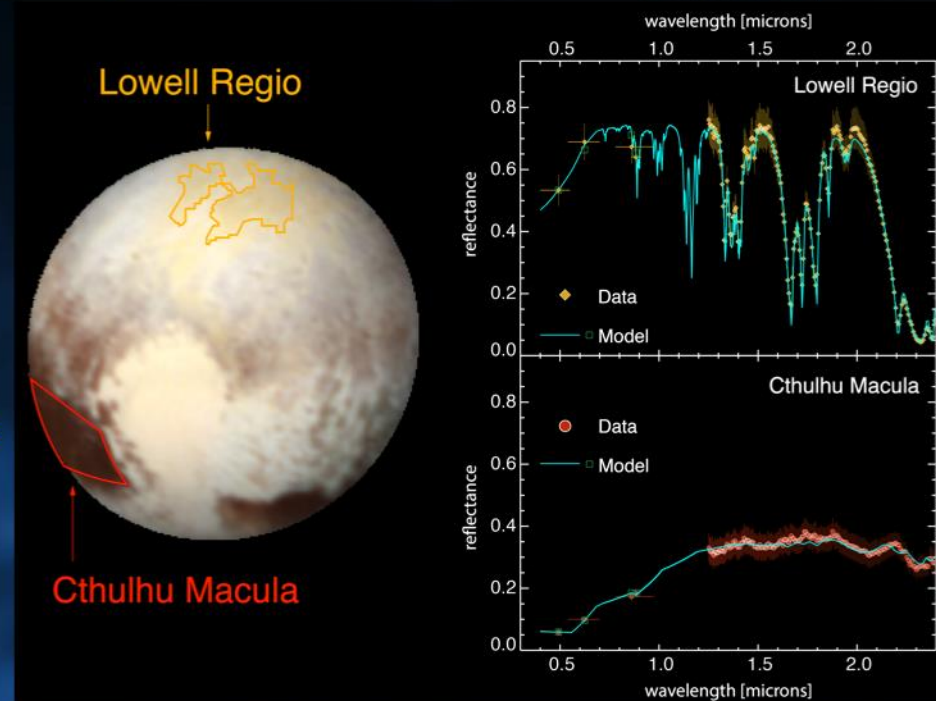 Lowell Regio
Cthulhu Macula
wavelength [microns]
0.5 1.0 1.5 2.0
Lowell Regio
0.8
0.6
0.4
0.2
0.0
reflectance
Data
Model
Cthulhu Macula
0.8
0.6
0.4
0.2
0.0
reflectance
Data
Model
0.5 1.0 1.5 2.0
wavelength [microns]